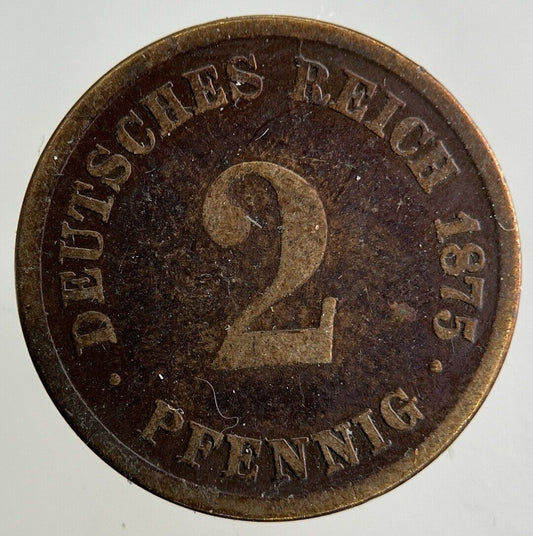 DEUTSCHES REICH 1875
2
· PFENNIG ·